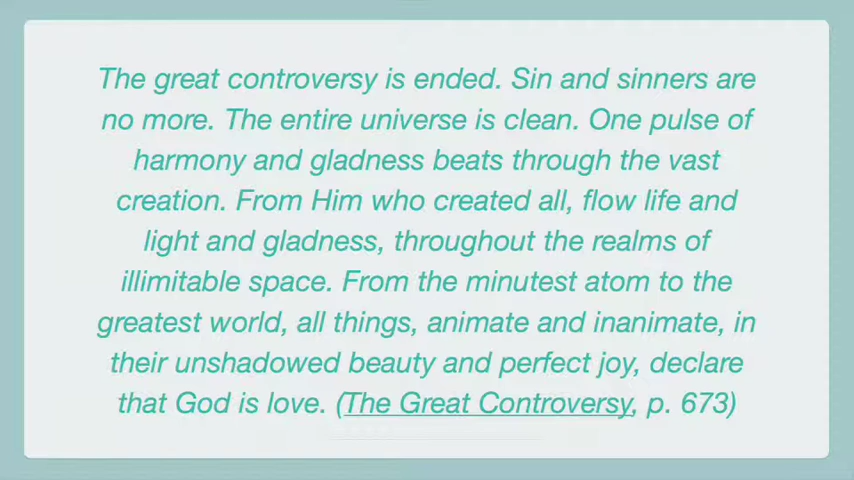 The great controversy is ended. Sin and sinners are
no more. The entire universe is clean. One pulse of
harmony and gladness beats through the vast
creation. From Him who created all, flow life and
light and gladness, throughout the realms of
illimitable space. From the minutest atom to the
greatest world, all things, animate and inanimate, in
their unshadowed beauty and perfect joy, declare
that God is love. (The Great Controversy, p. 673)